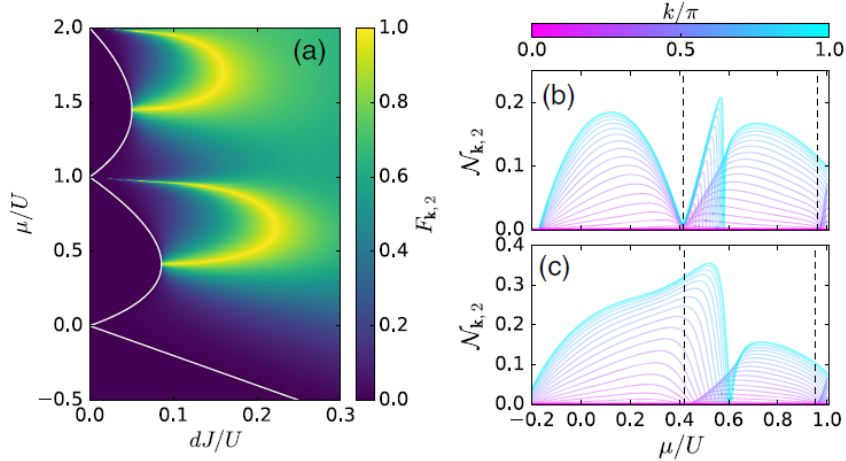 (a)
2.0
1.5
1.0
0.5
0.0
−0.5
μ/U
0.0 0.1 0.2 0.3
dJ/U
1.0
0.8
0.6
0.4
0.2
0.0
F_{k,2}
k/π
0.0 0.5 1.0
(b)
0.2
0.1
0.0
𝒩_{k,2}
(c)
0.4
0.3
0.2
0.1
0.0
𝒩_{k,2}
−0.2 0.0 0.2 0.4 0.6 0.8 1.0
μ/U